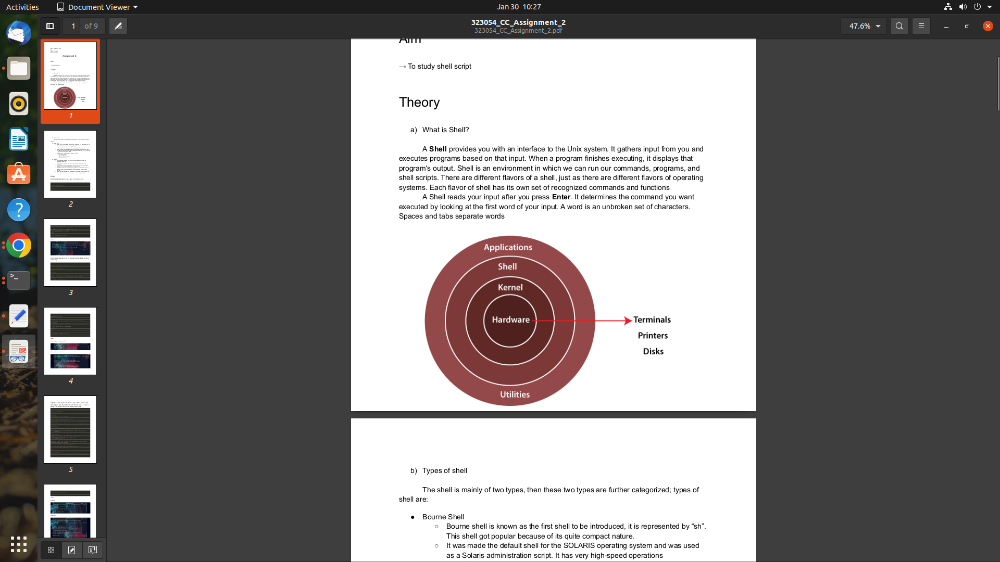 Activities
Document Viewer
Jan 30 10:27
1 of 9
323054_CC_Assignment_2
323054_CC_Assignment_2.pdf
47.6%
Assignment 2
1
2
3
4
5
Aim
→ To study shell script
Theory
a) What is Shell?
A Shell provides you with an interface to the Unix system. It gathers input from you and
executes programs based on that input. When a program finishes executing, it displays that
program's output. Shell is an environment in which we can run our commands, programs, and
shell scripts. There are different flavors of a shell, just as there are different flavors of operating
systems. Each flavor of shell has its own set of recognized commands and functions
A Shell reads your input after you press Enter. It determines the command you want
executed by looking at the first word of your input. A word is an unbroken set of characters.
Spaces and tabs separate words
Applications
Shell
Kernel
Hardware
Utilities
Terminals
Printers
Disks
b) Types of shell
The shell is mainly of two types, then these two types are further categorized; types of
shell are:
● Bourne Shell
○ Bourne shell is known as the first shell to be introduced, it is represented by “sh”.
This shell got popular because of its quite compact nature.
○ It was made the default shell for the SOLARIS operating system and was used
as a Solaris administration script. It has very high-speed operations